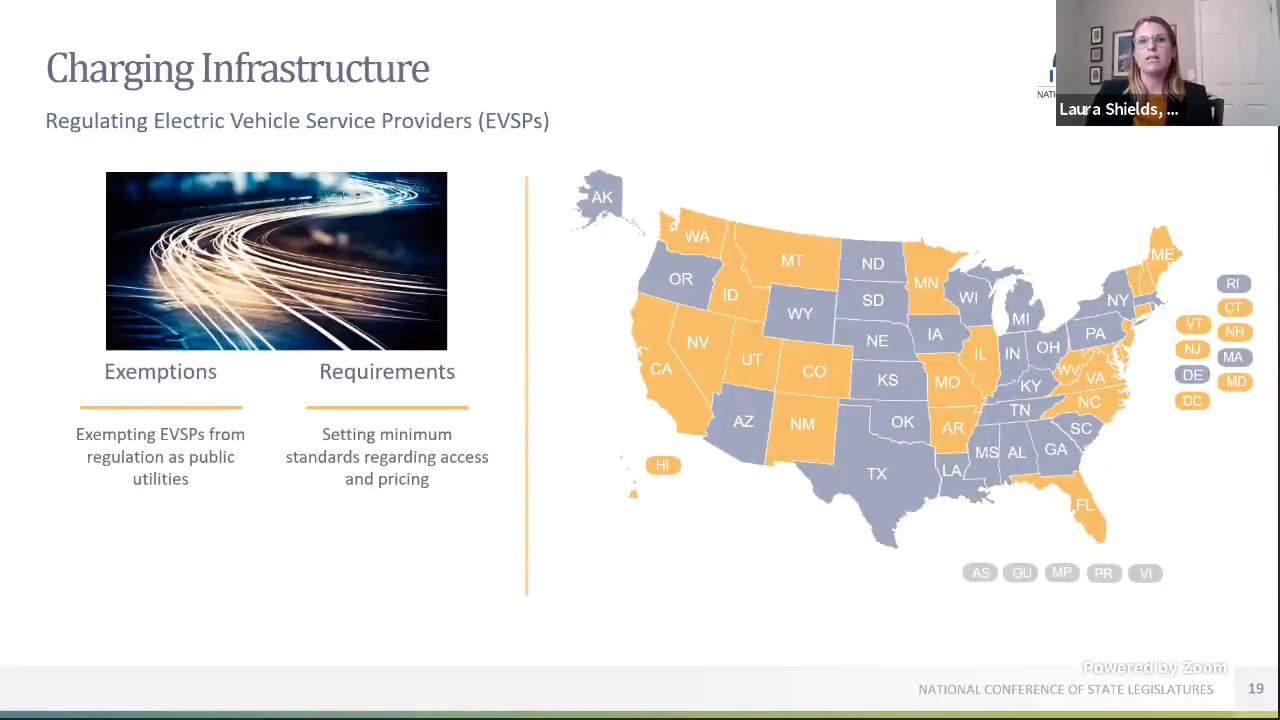 Charging Infrastructure
Regulating Electric Vehicle Service Providers (EVSPs)
NATI
Laura Shields, ...
Exemptions
Exempting EVSPs from
regulation as public
utilities
Requirements
Setting minimum
standards regarding access
and pricing
AK
WA
MT
ND
MN
ME
OR
ID
SD
WI
NY
RI
WY
MI
CT
VT
NH
NV
NE
IA
PA
NJ
MA
UT
IL
IN
OH
CA
CO
KS
MO
WV
VA
DE
MD
KY
DC
NC
AZ
NM
OK
AR
TN
SC
TX
LA
MS
AL
GA
HI
FL
AS
GU
MP
PR
VI
Powered by Zoom
NATIONAL CONFERENCE OF STATE LEGISLATURES
19